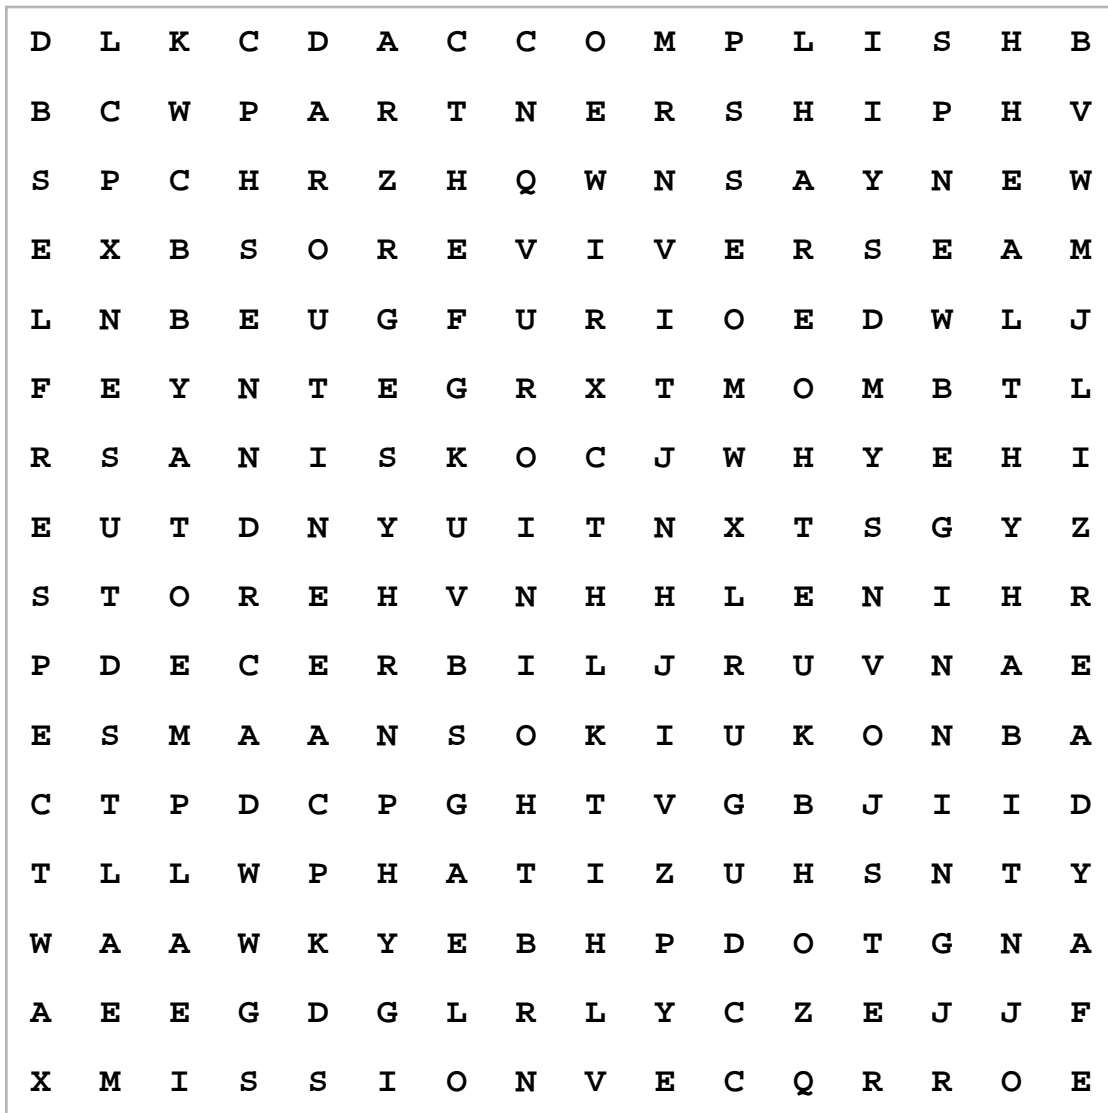 D L K C D A C C O M P L I S H B
B C W P A R T N E R S H I P H V
S P C H R Z H Q W N S A Y N E W
E X B S O R E V I V E R S E A M
L N B E U G F U R I O E D W L J
F E Y N T E G R X T M O M B T L
R S A N I S K O C J W H Y E H I
E U T D N Y U I T N X T S G Y Z
S T O R E H V N H H L E N I H R
P D E C E R B I L J R U V N A E
E S M A A N S O K I U K O N B A
C T P D C P G H T V G B J I I D
T L L W P H A T I Z U H S N T Y
W A A W K Y E B H P D O T G N A
A E E G D G L R L Y C Z E J J F
X M I S S I O N V E C Q R R O E